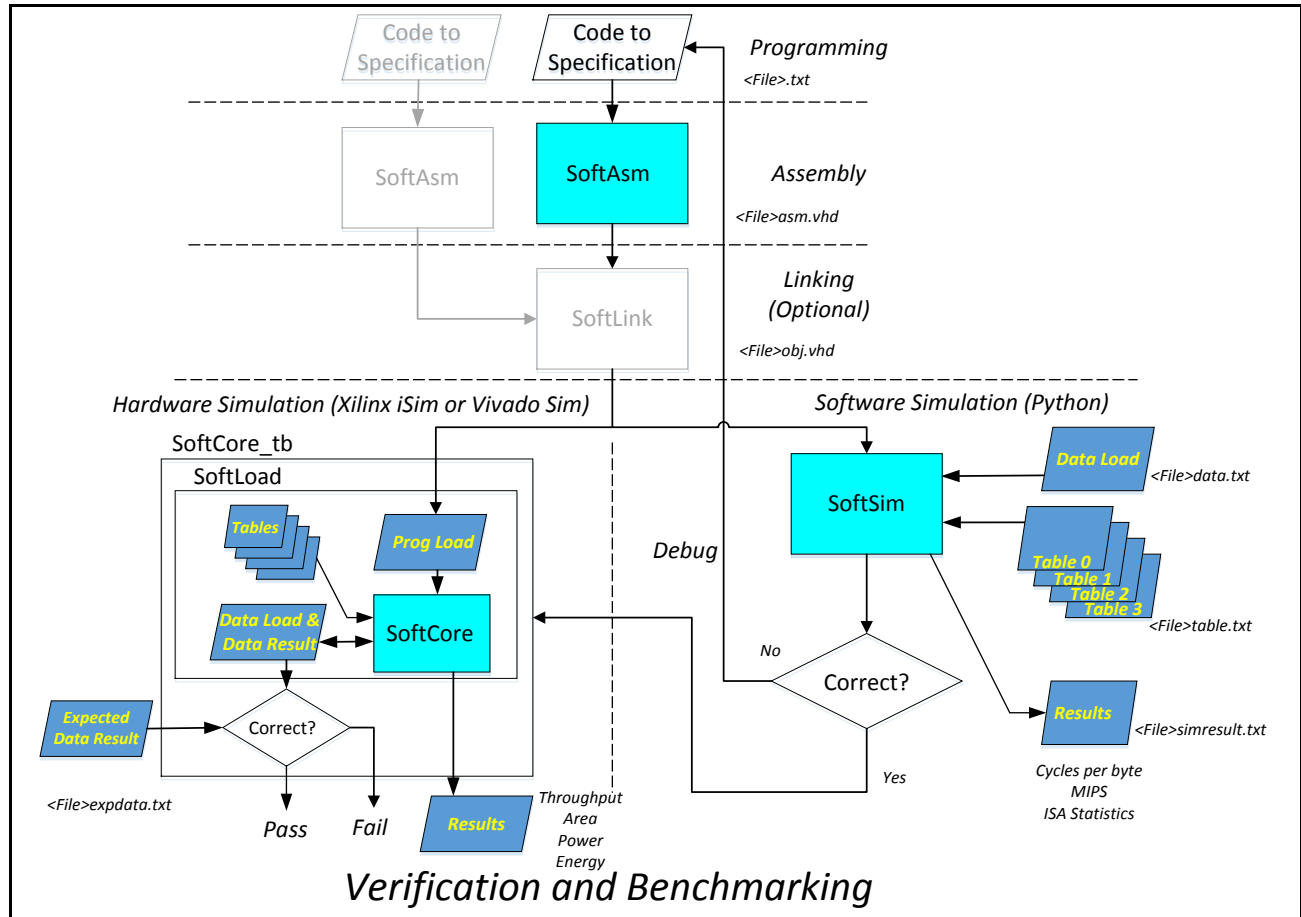 Code to
Specification
Code to
Specification
Programming
<File>.txt
SoftAsm
SoftAsm
Assembly
<File>asm.vhd
SoftLink
Linking
(Optional)
<File>obj.vhd
Hardware Simulation (Xilinx iSim or Vivado Sim)
Software Simulation (Python)
SoftCore_tb
SoftLoad
Tables
Prog Load
Data Load &
Data Result
SoftCore
Expected
Data Result
<File>expdata.txt
Correct?
Pass
Fail
Results
Throughput
Area
Power
Energy
Debug
SoftSim
Data Load
<File>data.txt
Table 0
Table 1
Table 2
Table 3
<File>table.txt
No
Correct?
Yes
Results
<File>simresult.txt
Cycles per byte
MIPS
ISA Statistics
Verification and Benchmarking